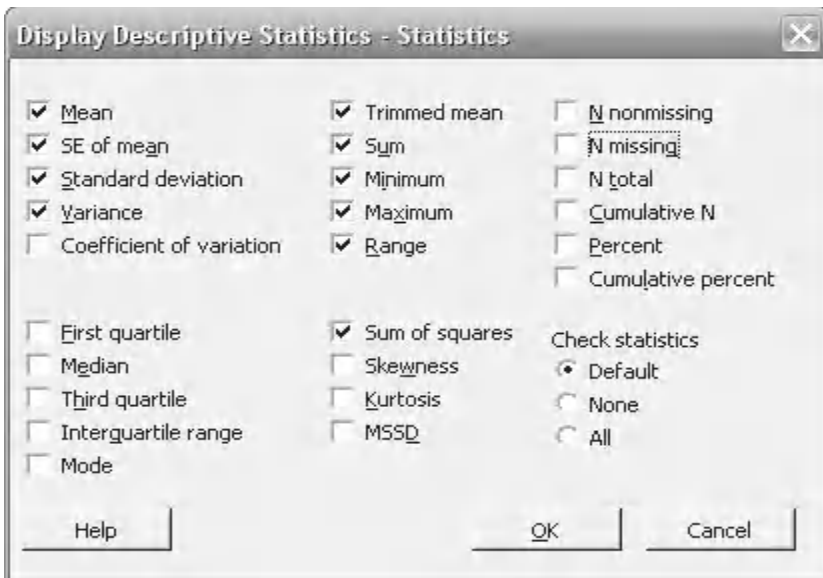 Display Descriptive Statistics - Statistics
Mean
SE of mean
Standard deviation
Variance
Coefficient of variation
Trimmed mean
Sum
Minimum
Maximum
Range
N nonmissing
N missing
N total
Cumulative N
Percent
Cumulative percent
First quartile
Median
Third quartile
Interquartile range
Mode
Sum of squares
Skewness
Kurtosis
MSSD
Check statistics
Default
None
All
Help
OK
Cancel